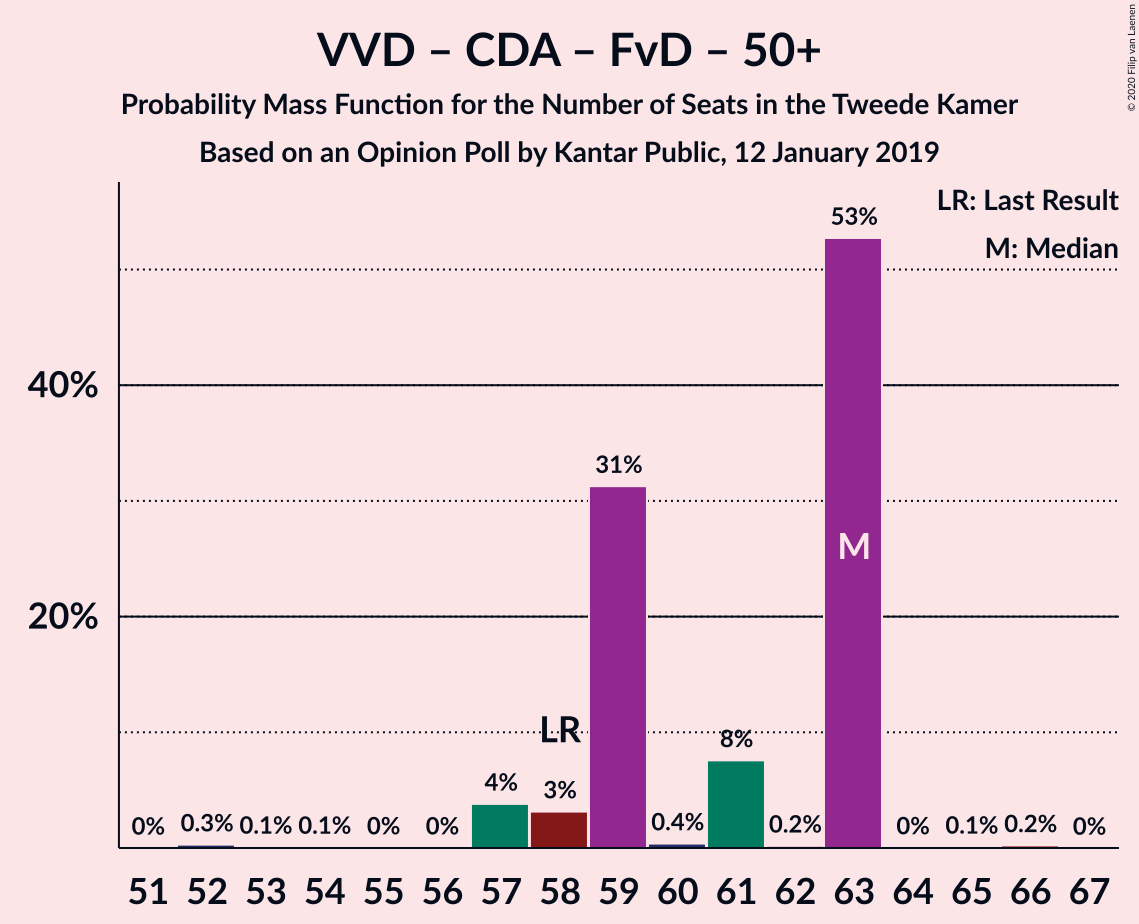 VVD – CDA – FvD – 50+
Probability Mass Function for the Number of Seats in the Tweede Kamer
Based on an Opinion Poll by Kantar Public, 12 January 2019
© 2020 Filip van Laenen
LR: Last Result
M: Median
40%
20%
0% 0.3% 0.1% 0.1% 0% 0% 4% 3% 31% 0.4% 8% 0.2% 53% 0% 0.1% 0.2% 0%
LR
M
51 52 53 54 55 56 57 58 59 60 61 62 63 64 65 66 67